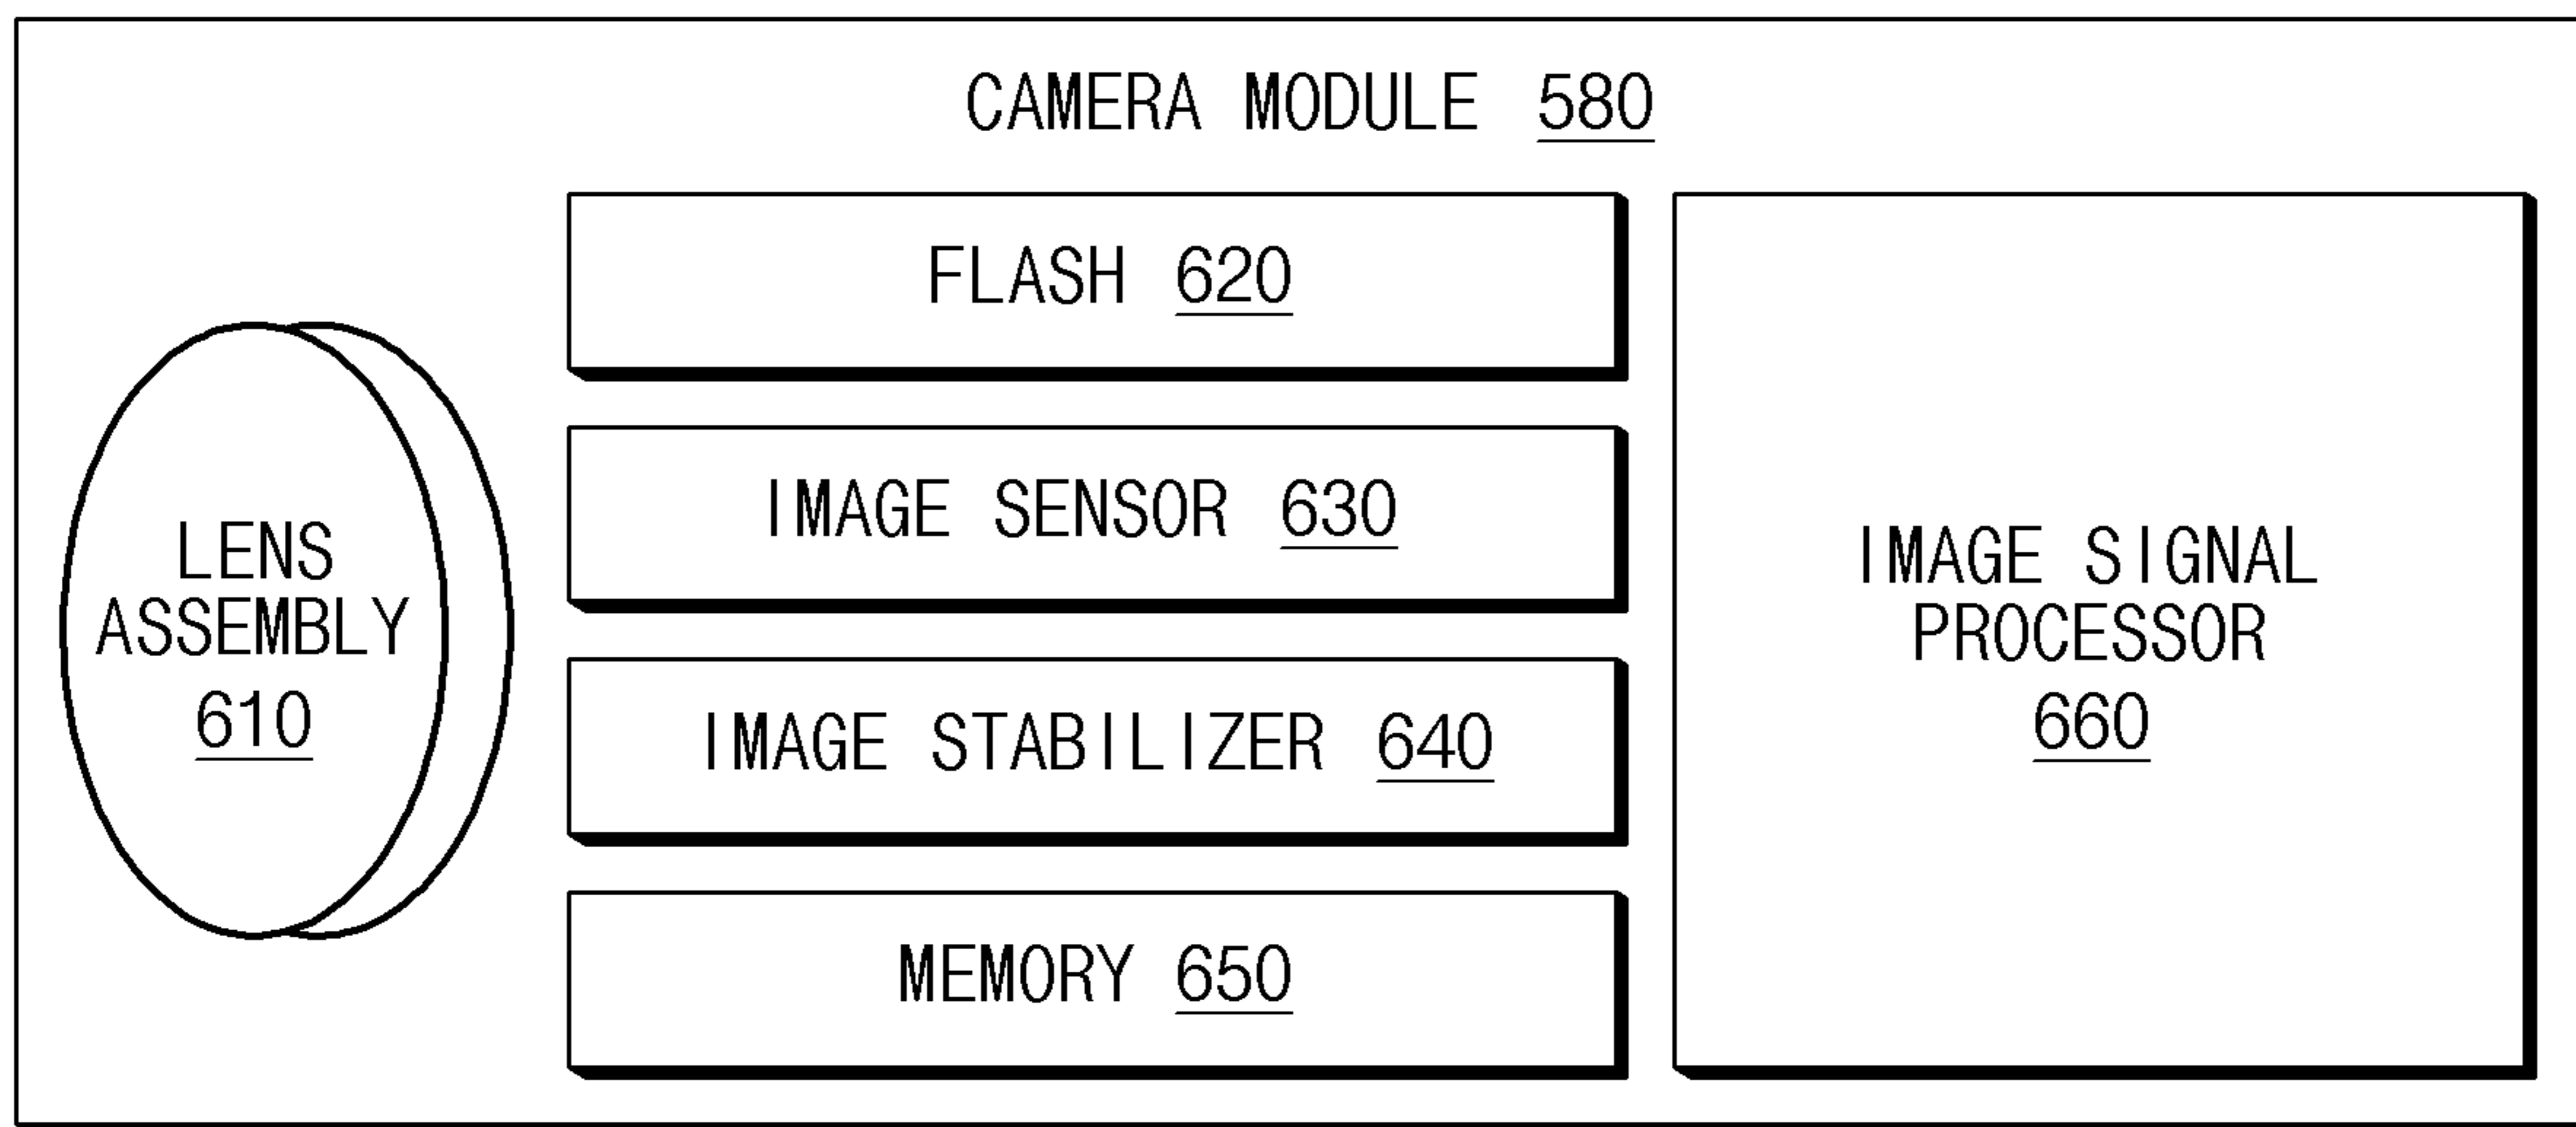 CAMERA MODULE 580
LENS
ASSEMBLY
610
FLASH 620
IMAGE SENSOR 630
IMAGE STABILIZER 640
MEMORY 650
IMAGE SIGNAL
PROCESSOR
660